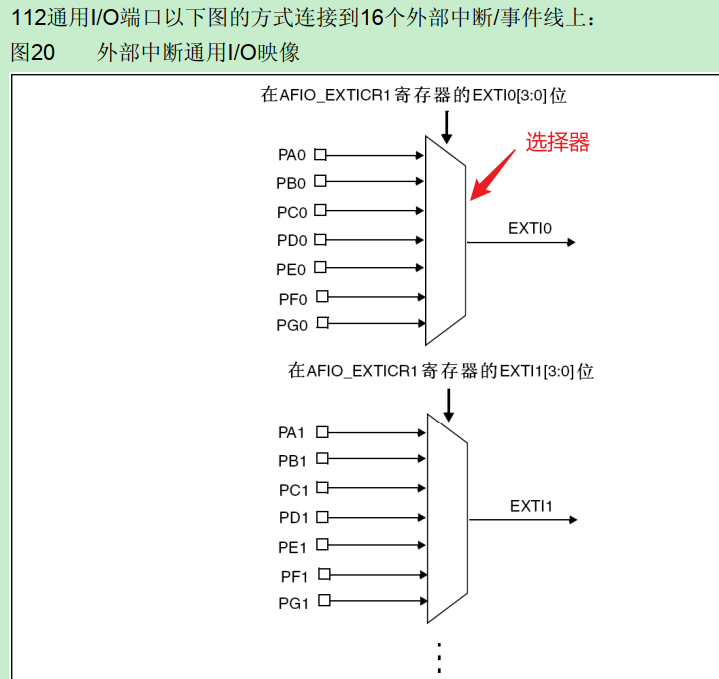 112通用I/O端口以下图的方式连接到16个外部中断/事件线上：
图20 外部中断通用I/O映像
在AFIO_EXTICR1寄存器的EXTI0[3:0]位
选择器
PA0
PB0
PC0
PD0
PE0
PF0
PG0
EXTI0
在AFIO_EXTICR1寄存器的EXTI1[3:0]位
PA1
PB1
PC1
PD1
PE1
PF1
PG1
EXTI1